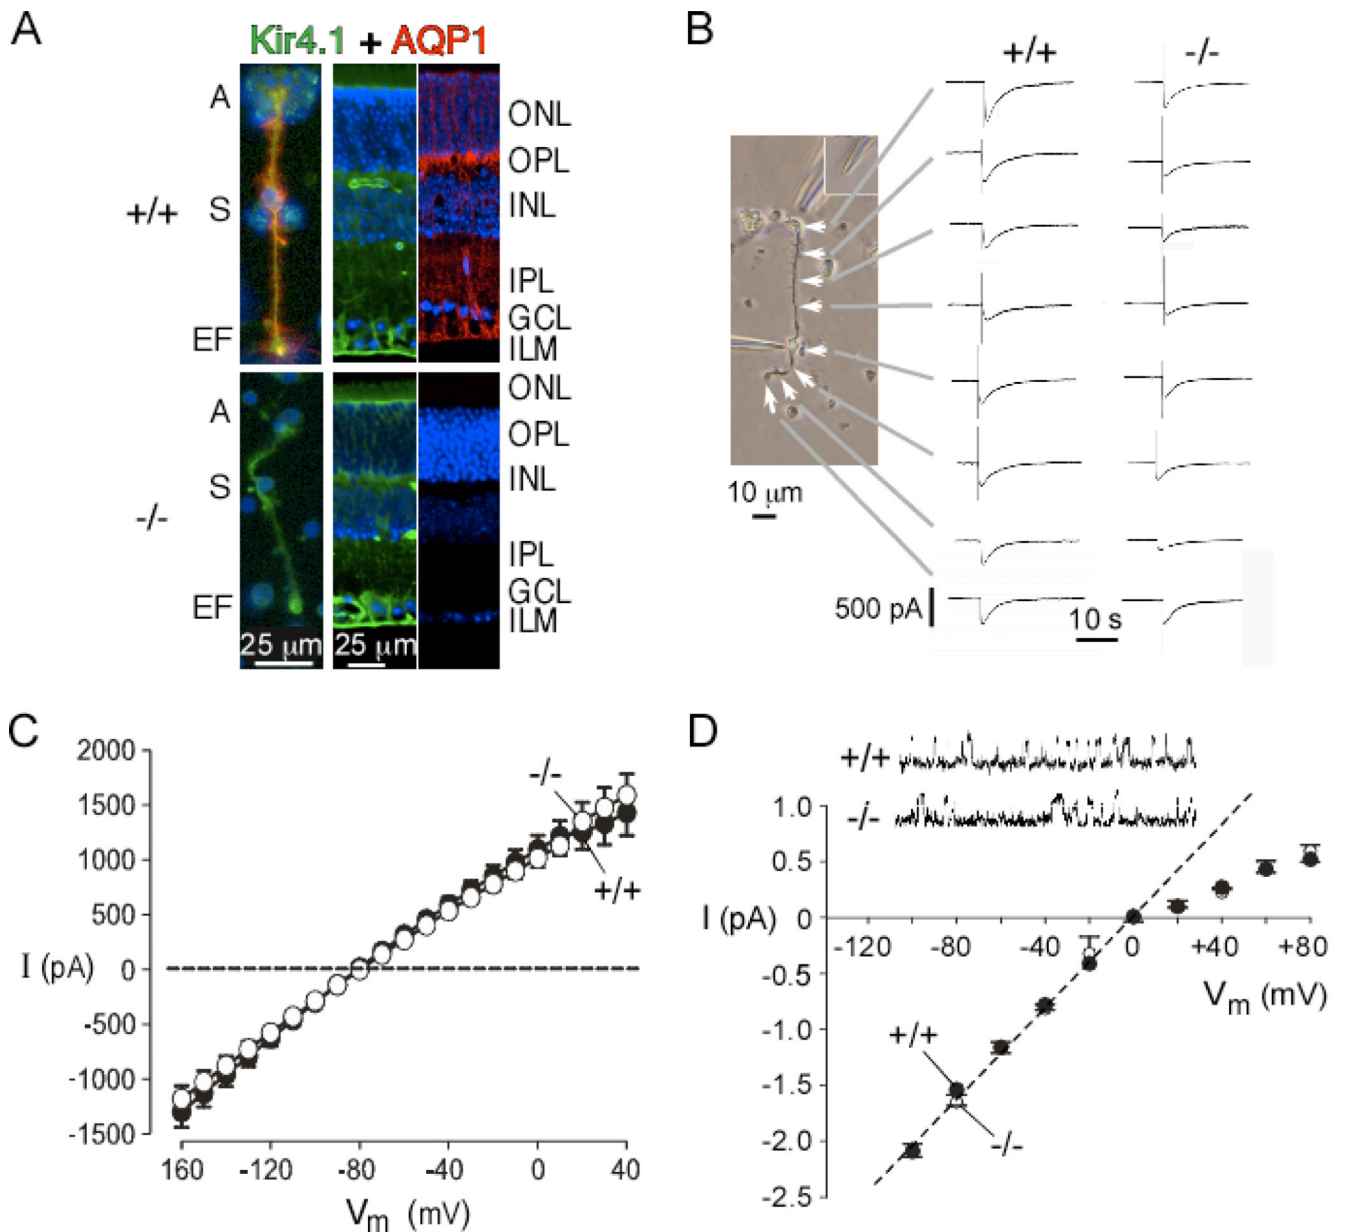 A
Kir4.1 + AQP1
+/+
A
S
EF
ONL
OPL
INL
IPL
GCL
ILM
-/-
A
S
EF
ONL
OPL
INL
IPL
GCL
ILM
25 μm
25 μm
B
+/+
-/-
10 μm
500 pA
10 s
C
2000
1500
1000
500
0
-500
-1000
-1500
I (pA)
-/-
+/+
160
-120
-80
-40
0
40
Vm (mV)
D
+/+
-/-
1.0
0.5
0
-0.5
-1.0
-1.5
-2.0
-2.5
I (pA)
-120
-80
-40
0
+40
+80
Vm (mV)
+/+
-/-